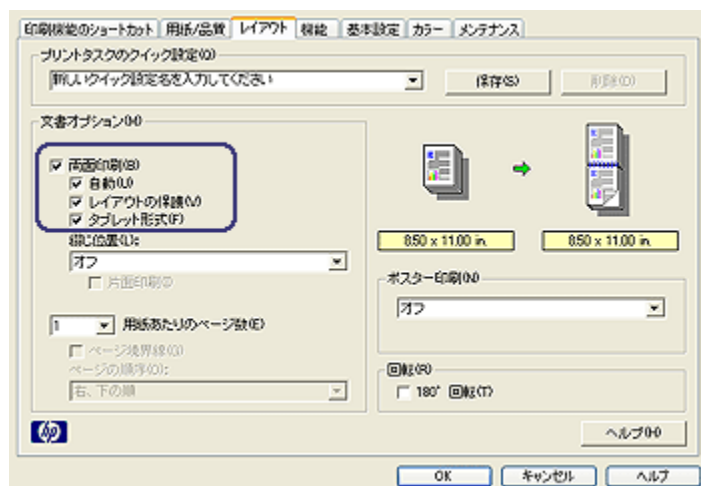 印刷機能のショートカット 用紙/品質 レイアウト 機能 基本設定 カラー メンテナンス
プリントタスクのクイック設定(Q)
新しいクイック設定名を入力してください 保存(S) 削除(D)
文書オプション(M)
両面印刷(B)
自動(U)
レイアウトの保護(V)
タブレット形式(F)
綴じ位置(L):
オフ
片面印刷(I)
1 用紙あたりのページ数(E)
ページ境界線(G)
ページの順序(O):
右、下の順
8.50 x 11.00 in.
8.50 x 11.00 in.
ポスター印刷(N)
オフ
回転(R)
180° 回転(T)
hp
ヘルプ(H)
OK キャンセル ヘルプ